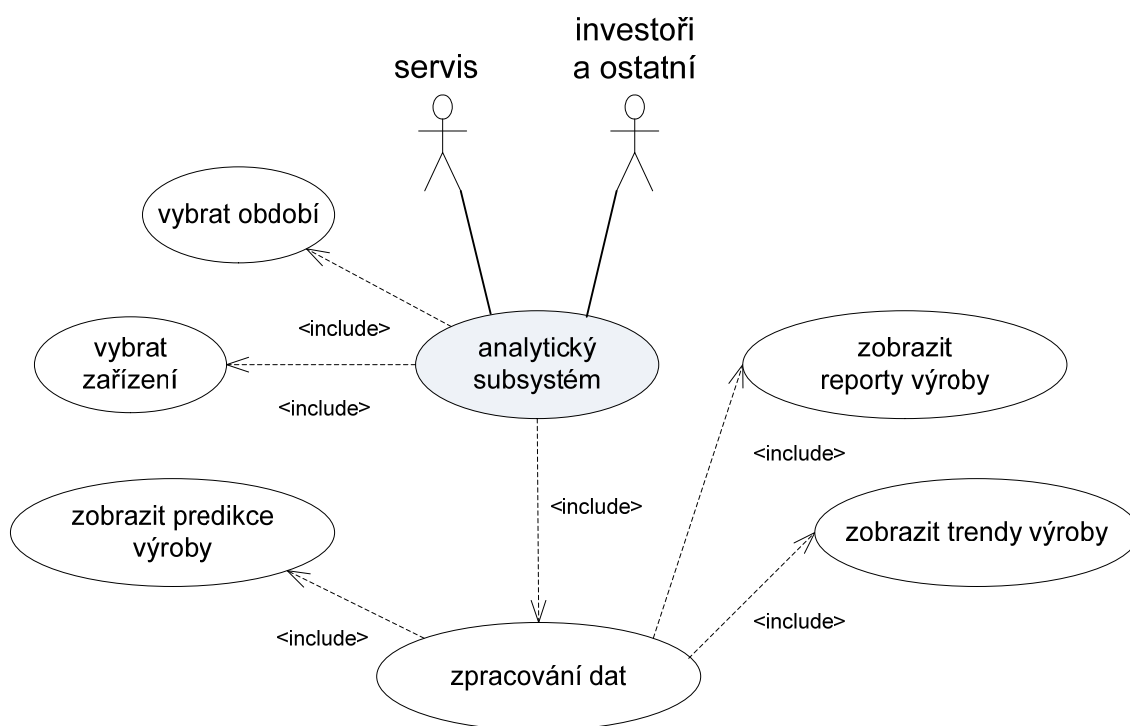 servis
investoři
a ostatní
vybrat období
<include>
vybrat
zařízení
<include>
analytický
subsystém
zobrazit
reporty výroby
<include>
<include>
zobrazit predikce
výroby
zobrazit trendy výroby
<include>
<include>
zpracování dat